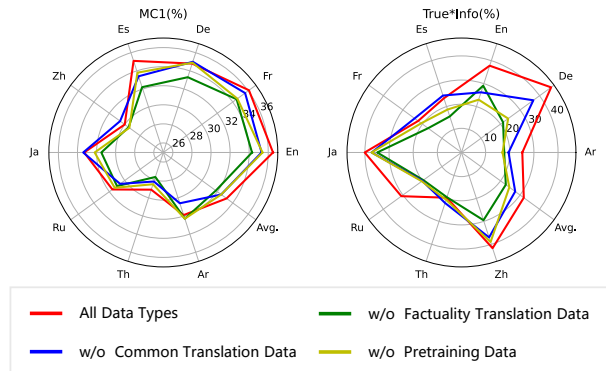 MC1(%)
True*Info(%)
Es
De
Zh
Fr
Ja
En
Ru
Avg.
Th
Ar
26
28
30
32
34
36
Es
En
Fr
De
Ja
Ar
Ru
Avg.
Th
Zh
10
20
30
40
All Data Types
w/o Factuality Translation Data
w/o Common Translation Data
w/o Pretraining Data